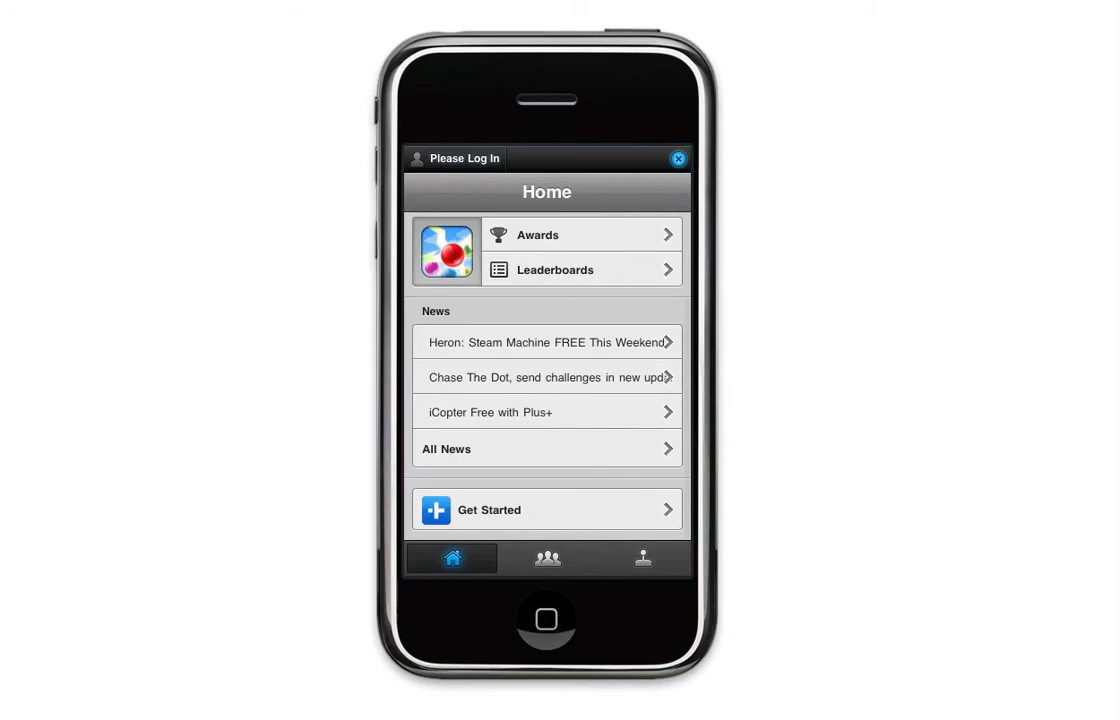 Please Log In
Home
Awards
Leaderboards
News
Heron: Steam Machine FREE This Weekend
Chase The Dot, send challenges in new
iCopter Free with Plus+
All News
Get Started